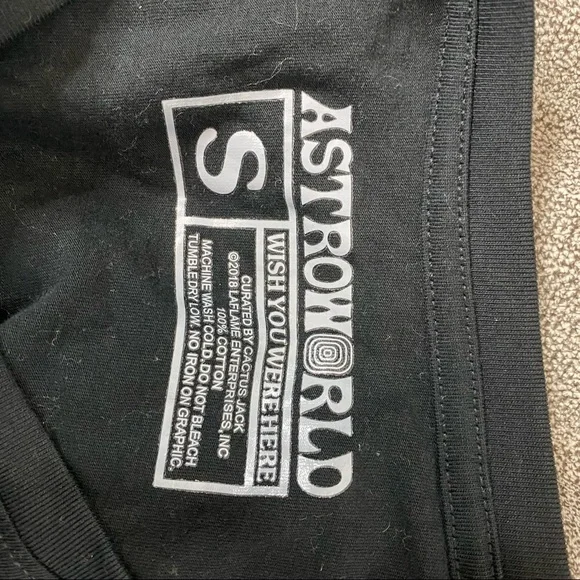 ASTROWORLD
S
WISH YOU WERE HERE
CURATED BY CACTUS JACK
©2018 LAFLAME ENTERPRISES, INC
100% COTTON
MACHINE WASH COLD, DO NOT BLEACH
TUMBLE DRY LOW. NO IRON ON GRAPHIC.